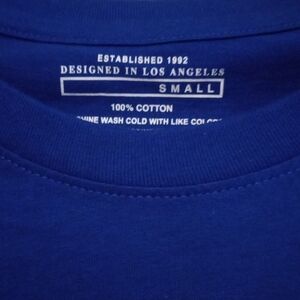 ESTABLISHED 1992
DESIGNED IN LOS ANGELES
SMALL
100% COTTON
WASH COLD WITH LIKE